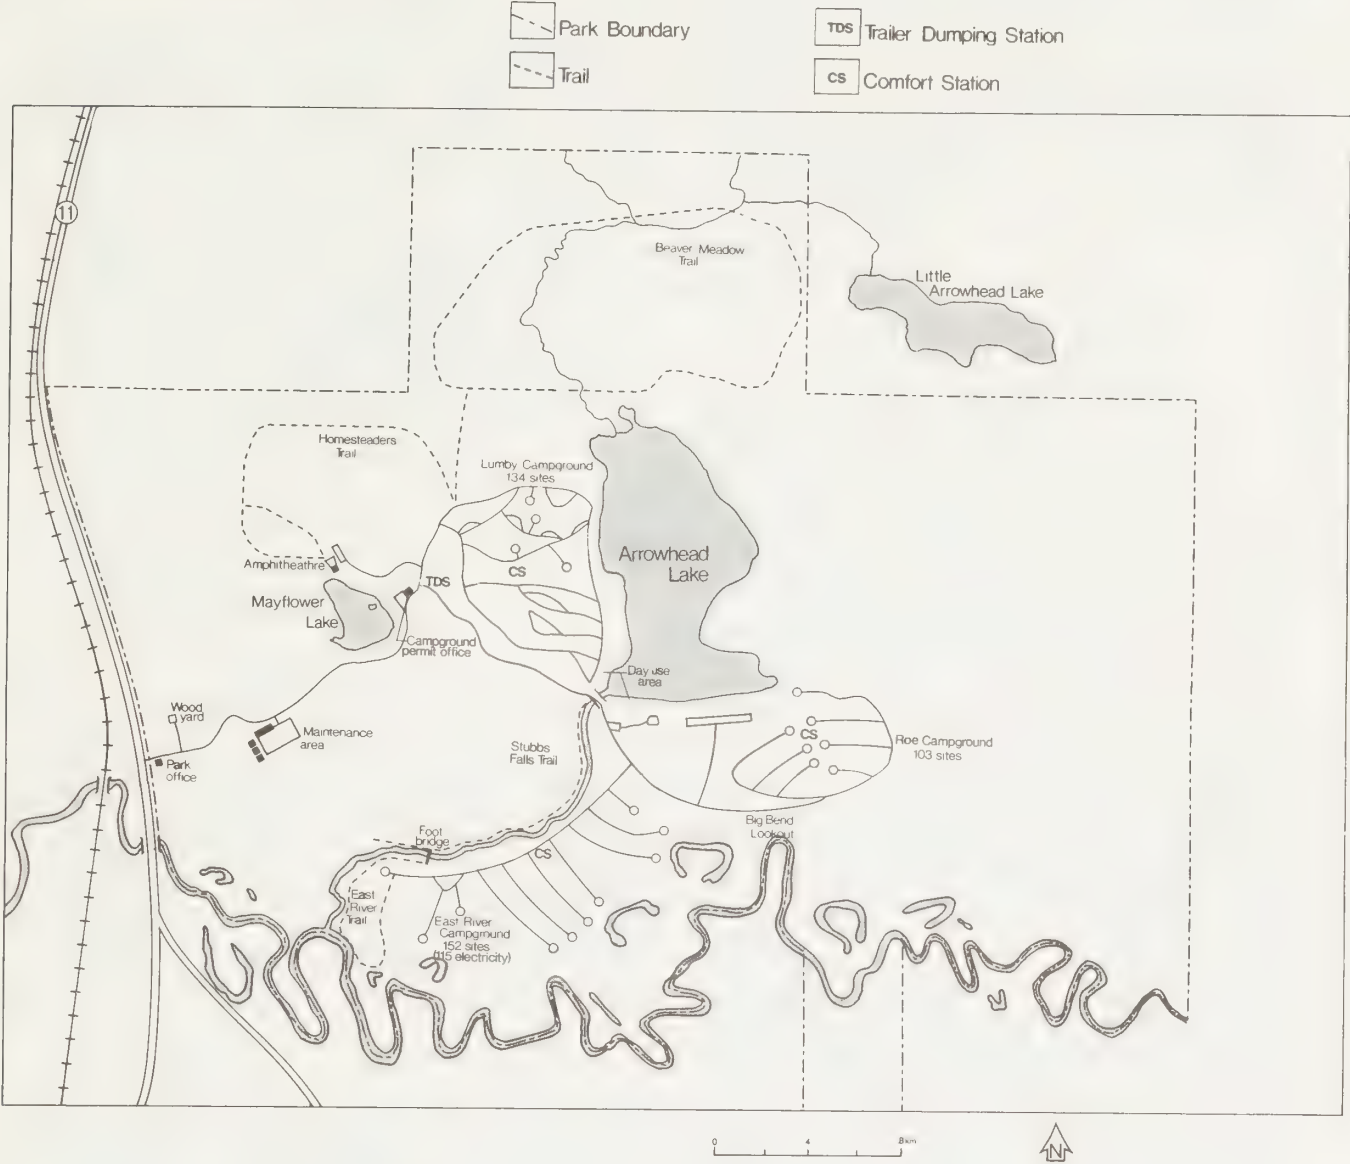 Park Boundary
TDS Trailer Dumping Station
Trail
CS Comfort Station
11
Beaver Meadow
Trail
Little
Arrowhead Lake
Homesteaders
Trail
Lumby Campground
134 sites
Arrowhead
Lake
Amphitheathre
TDS
CS
Mayflower
Lake
Campground
permit office
Day use
area
Wood
yard
Maintenance
area
Park
office
Stubbs
Falls Trail
CS
Roe Campground
103 sites
Big Bend
Lookout
Foot
bridge
CS
East
River
Trail
East River
Campground
152 sites
(115 electricity)
0 4 8km
N